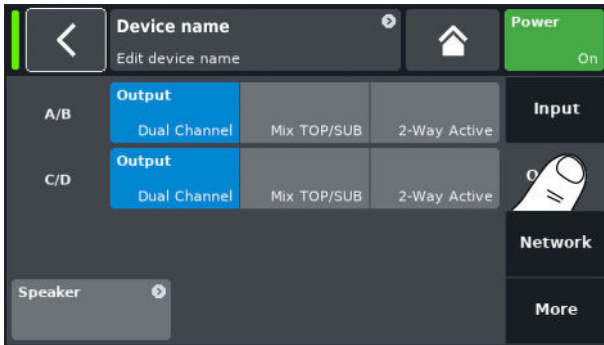 Device name
Edit device name
Power
On
A/B
Output
Dual Channel
Mix TOP/SUB
2-Way Active
Input
C/D
Output
Dual Channel
Mix TOP/SUB
2-Way Active
Network
Speaker
More